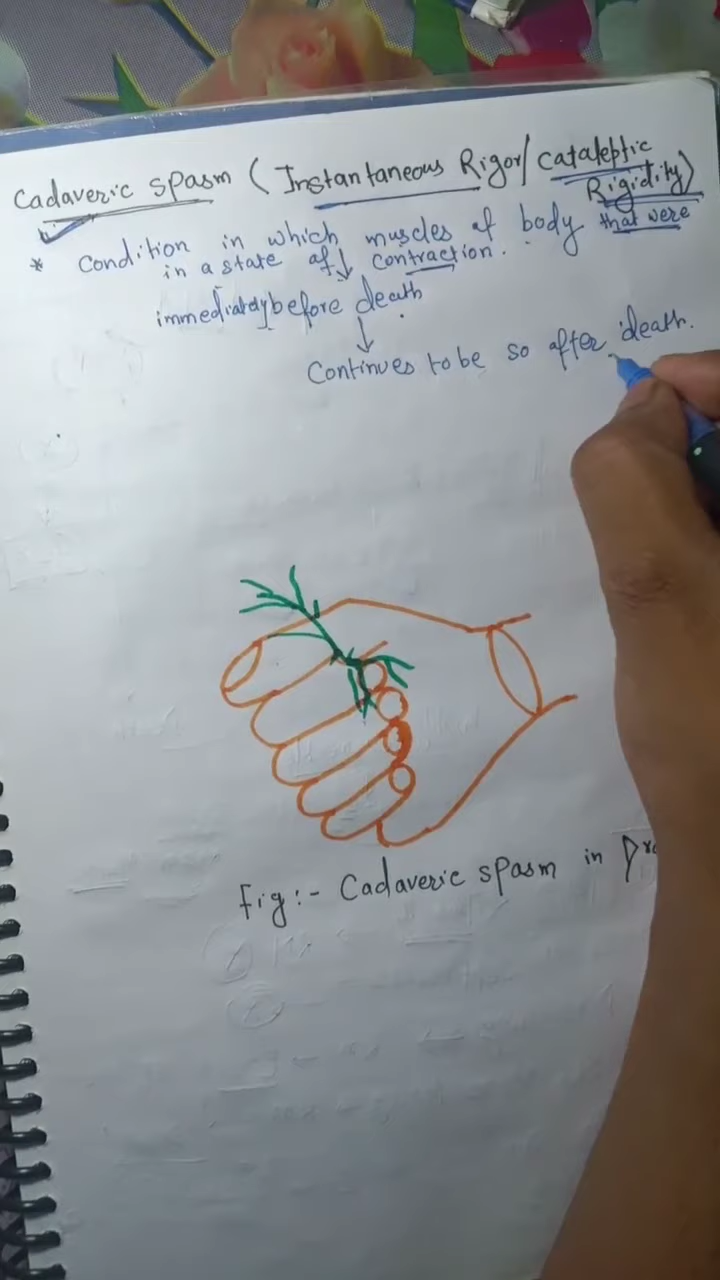 Cadaveric spasm (Instantaneous Rigor/Cataleptic
Rigidity)
* Condition in which muscles of body that were
in a state of contraction.
immediately before death
Continues to be so after death.
Fig:- Cadaveric spasm in